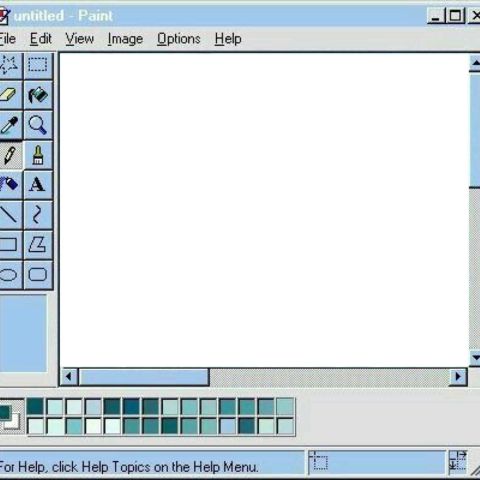 untitled - Paint
File Edit View Image Options Help
A
For Help, click Help Topics on the Help Menu.